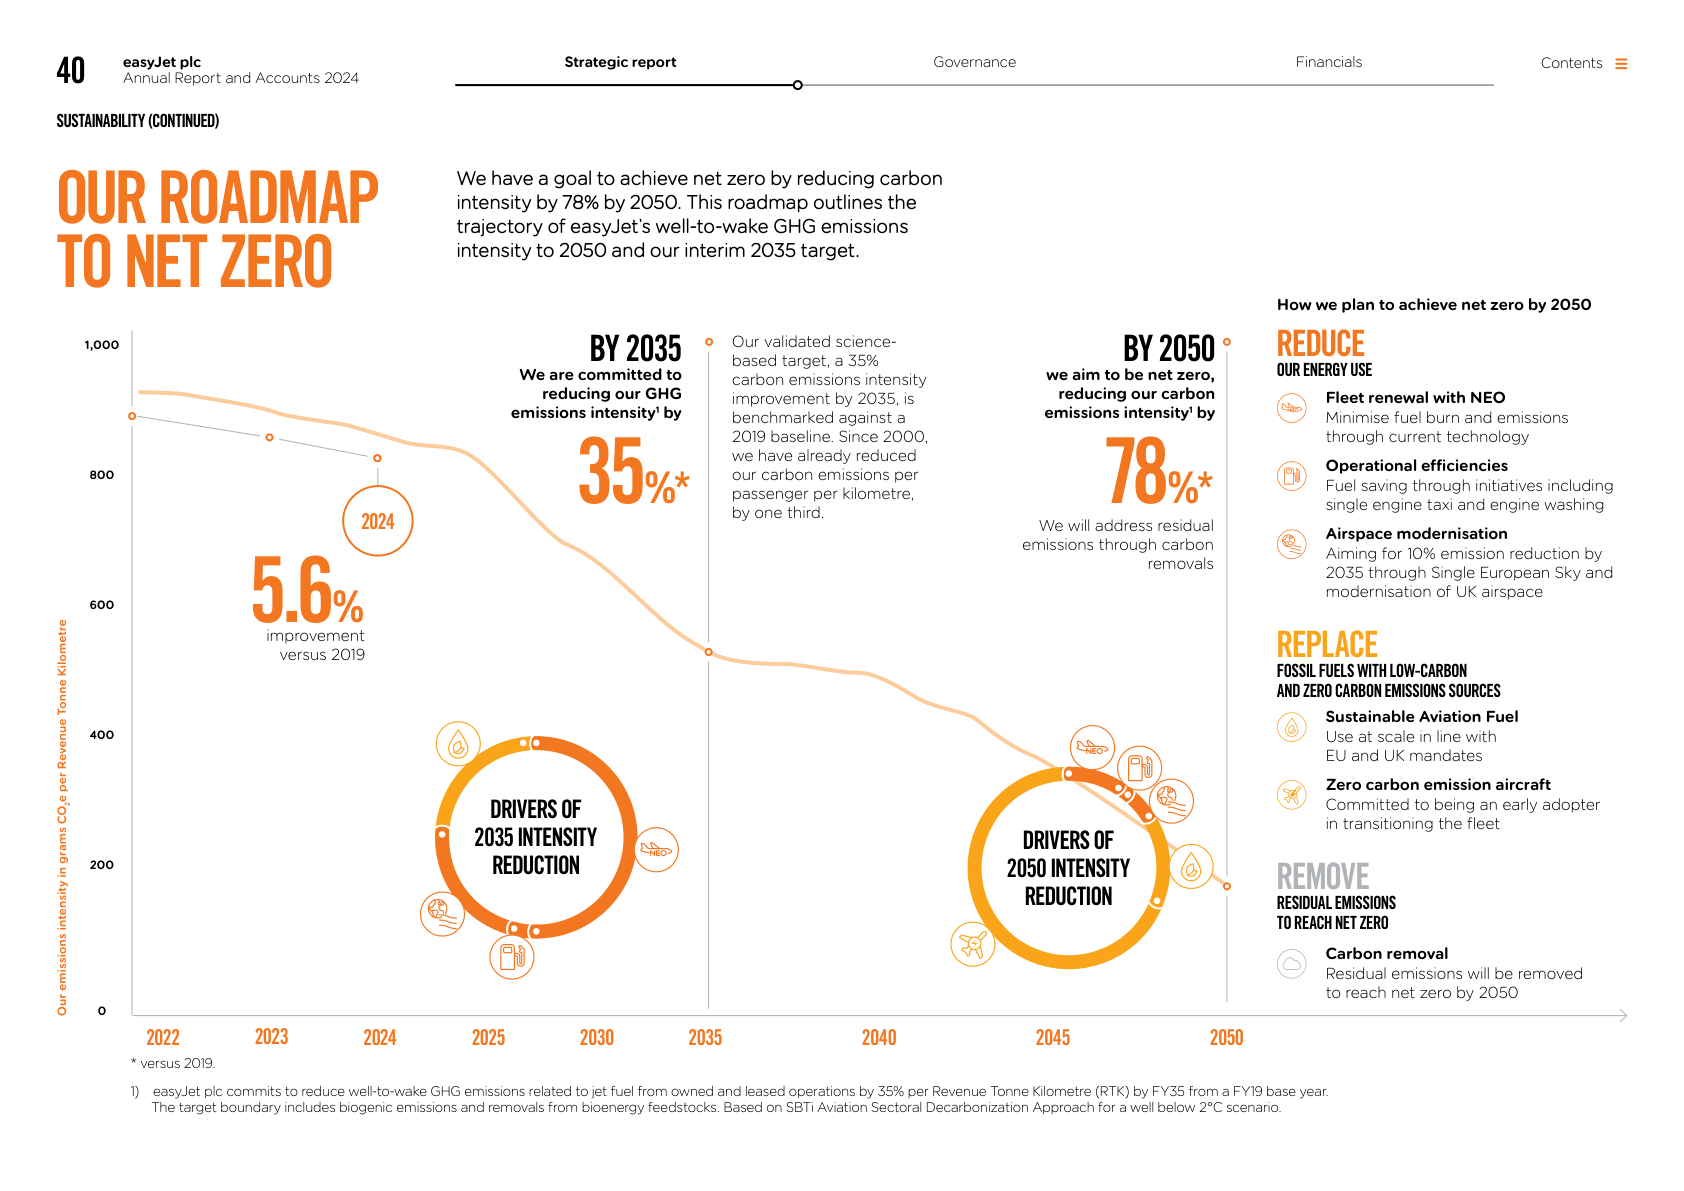 40
easyJet plc
Annual Report and Accounts 2024
Strategic report
Governance
Financials
Contents
SUSTAINABILITY (CONTINUED)
OUR ROADMAP
TO NET ZERO
We have a goal to achieve net zero by reducing carbon
intensity by 78% by 2050. This roadmap outlines the
trajectory of easyJet's well-to-wake GHG emissions
intensity to 2050 and our interim 2035 target.
Our emissions intensity in grams CO₂e per Revenue Tonne Kilometre
1,000
800
600
400
200
0
2024
5.6%
improvement
versus 2019
BY 2035
We are committed to
reducing our GHG
emissions intensity¹ by
35%*
Our validated science-
based target, a 35%
carbon emissions intensity
improvement by 2035, is
benchmarked against a
2019 baseline. Since 2000,
we have already reduced
our carbon emissions per
passenger per kilometre,
by one third.
BY 2050
we aim to be net zero,
reducing our carbon
emissions intensity¹ by
78%*
We will address residual
emissions through carbon
removals
DRIVERS OF
2035 INTENSITY
REDUCTION
NEO
DRIVERS OF
2050 INTENSITY
REDUCTION
NEO
2022
2023
2024
2025
2030
2035
2040
2045
2050
How we plan to achieve net zero by 2050
REDUCE
OUR ENERGY USE
Fleet renewal with NEO
Minimise fuel burn and emissions
through current technology
Operational efficiencies
Fuel saving through initiatives including
single engine taxi and engine washing
Airspace modernisation
Aiming for 10% emission reduction by
2035 through Single European Sky and
modernisation of UK airspace
REPLACE
FOSSIL FUELS WITH LOW-CARBON
AND ZERO CARBON EMISSIONS SOURCES
Sustainable Aviation Fuel
Use at scale in line with
EU and UK mandates
Zero carbon emission aircraft
Committed to being an early adopter
in transitioning the fleet
REMOVE
RESIDUAL EMISSIONS
TO REACH NET ZERO
Carbon removal
Residual emissions will be removed
to reach net zero by 2050
* versus 2019.
1) easyJet plc commits to reduce well-to-wake GHG emissions related to jet fuel from owned and leased operations by 35% per Revenue Tonne Kilometre (RTK) by FY35 from a FY19 base year.
The target boundary includes biogenic emissions and removals from bioenergy feedstocks. Based on SBTi Aviation Sectoral Decarbonization Approach for a well below 2°C scenario.